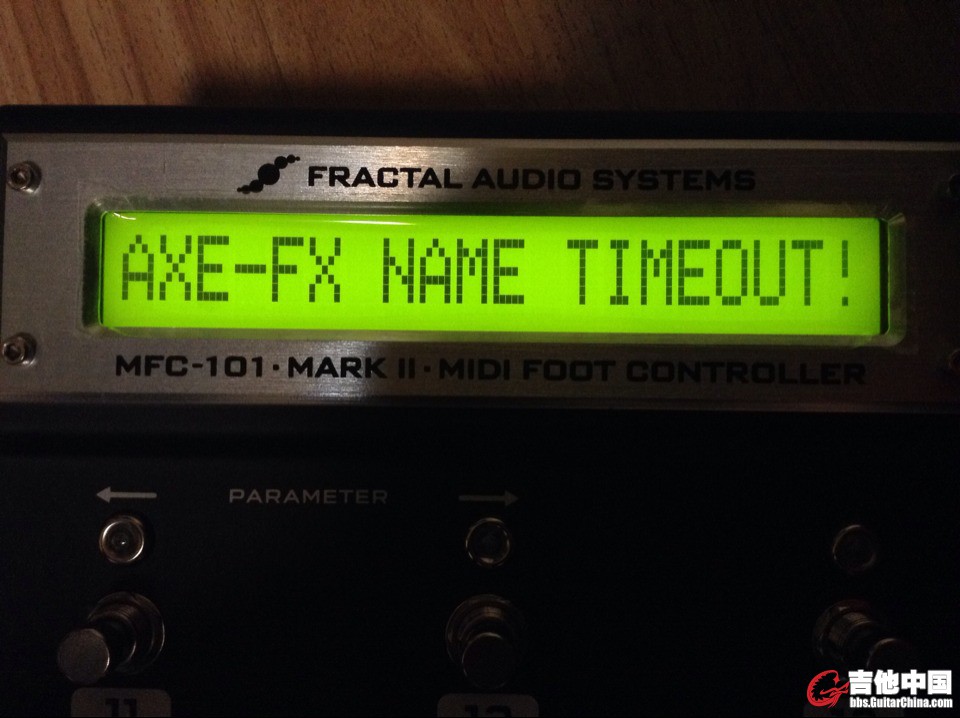 FRACTAL AUDIO SYSTEMS
AXE-FX NAME TIMEOUT!
MFC-101·MARK II·MIDI FOOT CONTROLLER
PARAMETER
11
吉他中国
bbs.GuitarChina.com